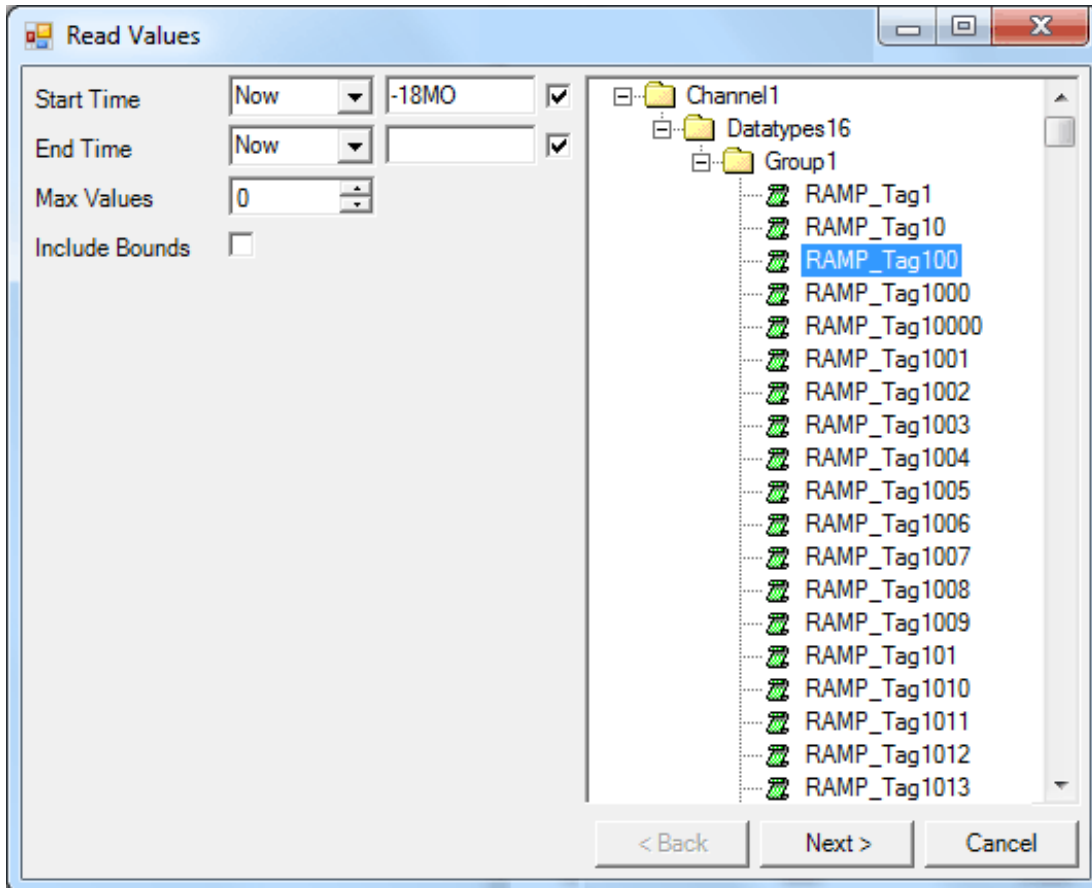 Read Values
Start Time Now -18MO
End Time Now
Max Values 0
Include Bounds
Channel1
Datatypes16
Group1
RAMP_Tag1
RAMP_Tag10
RAMP_Tag100
RAMP_Tag1000
RAMP_Tag10000
RAMP_Tag1001
RAMP_Tag1002
RAMP_Tag1003
RAMP_Tag1004
RAMP_Tag1005
RAMP_Tag1006
RAMP_Tag1007
RAMP_Tag1008
RAMP_Tag1009
RAMP_Tag101
RAMP_Tag1010
RAMP_Tag1011
RAMP_Tag1012
RAMP_Tag1013
< Back Next > Cancel